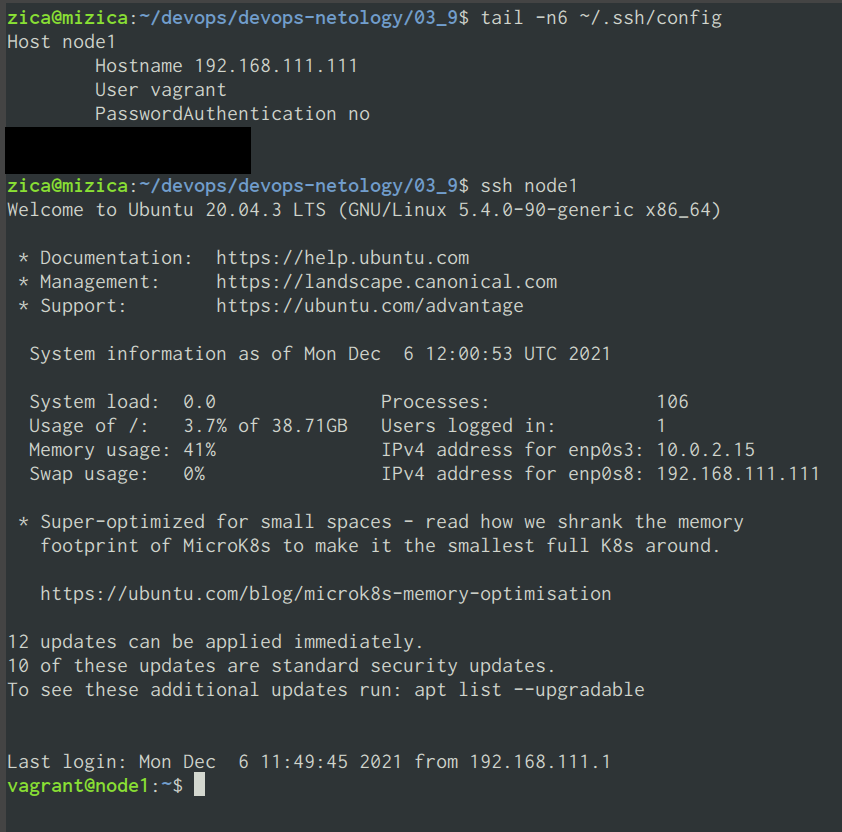 zica@mizica:~/devops/devops-netology/03_9$ tail -n6 ~/.ssh/config
Host node1
        Hostname 192.168.111.111
        User vagrant
        PasswordAuthentication no
zica@mizica:~/devops/devops-netology/03_9$ ssh node1
Welcome to Ubuntu 20.04.3 LTS (GNU/Linux 5.4.0-90-generic x86_64)
 * Documentation:  https://help.ubuntu.com
 * Management:     https://landscape.canonical.com
 * Support:        https://ubuntu.com/advantage
  System information as of Mon Dec  6 12:00:53 UTC 2021
  System load:  0.0               Processes:               106
  Usage of /:   3.7% of 38.71GB   Users logged in:         1
  Memory usage: 41%               IPv4 address for enp0s3: 10.0.2.15
  Swap usage:   0%                IPv4 address for enp0s8: 192.168.111.111
 * Super-optimized for small spaces - read how we shrank the memory
   footprint of MicroK8s to make it the smallest full K8s around.
   https://ubuntu.com/blog/microk8s-memory-optimisation
12 updates can be applied immediately.
10 of these updates are standard security updates.
To see these additional updates run: apt list --upgradable
Last login: Mon Dec  6 11:49:45 2021 from 192.168.111.1
vagrant@node1:~$